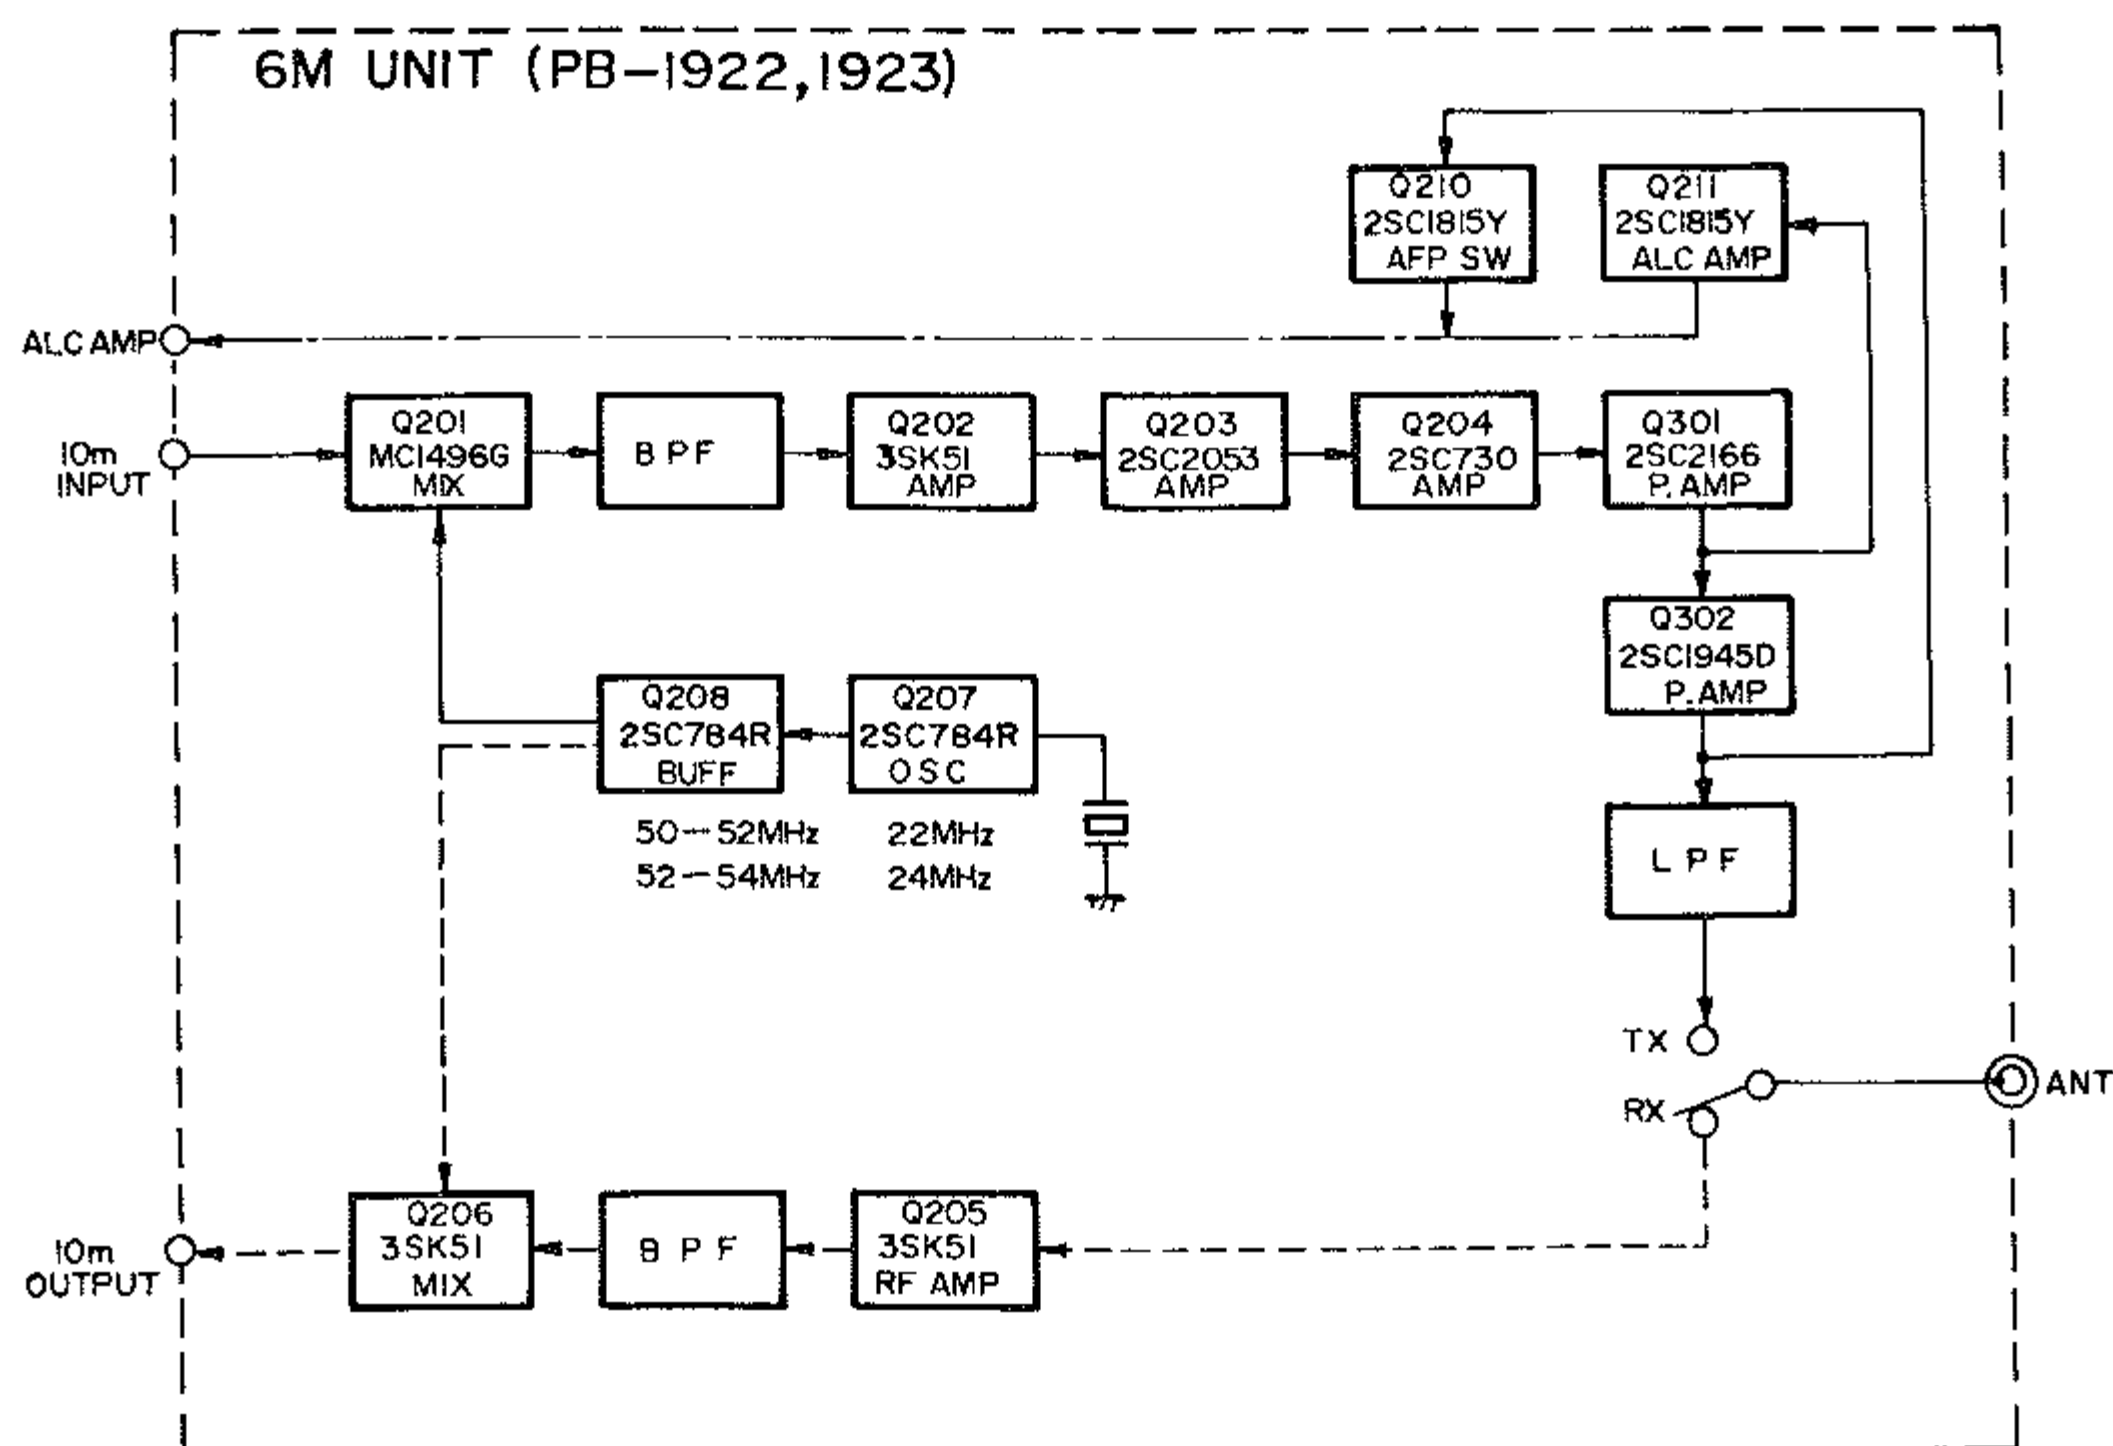 6M UNIT (PB-1922,1923)
Q210
2SC1815Y
AFP SW
Q211
2SC1815Y
ALC AMP
ALC AMP
10m
INPUT
Q201
MC1496G
MIX
BPF
Q202
3SK51
AMP
Q203
2SC2053
AMP
Q204
2SC730
AMP
Q301
2SC2166
P.AMP
Q302
2SC1945D
P.AMP
Q208
2SC784R
BUFF
Q207
2SC784R
OSC
50-52MHz 22MHz
52-54MHz 24MHz
LPF
TX
RX
ANT
10m
OUTPUT
Q206
3SK51
MIX
BPF
Q205
3SK51
RF AMP